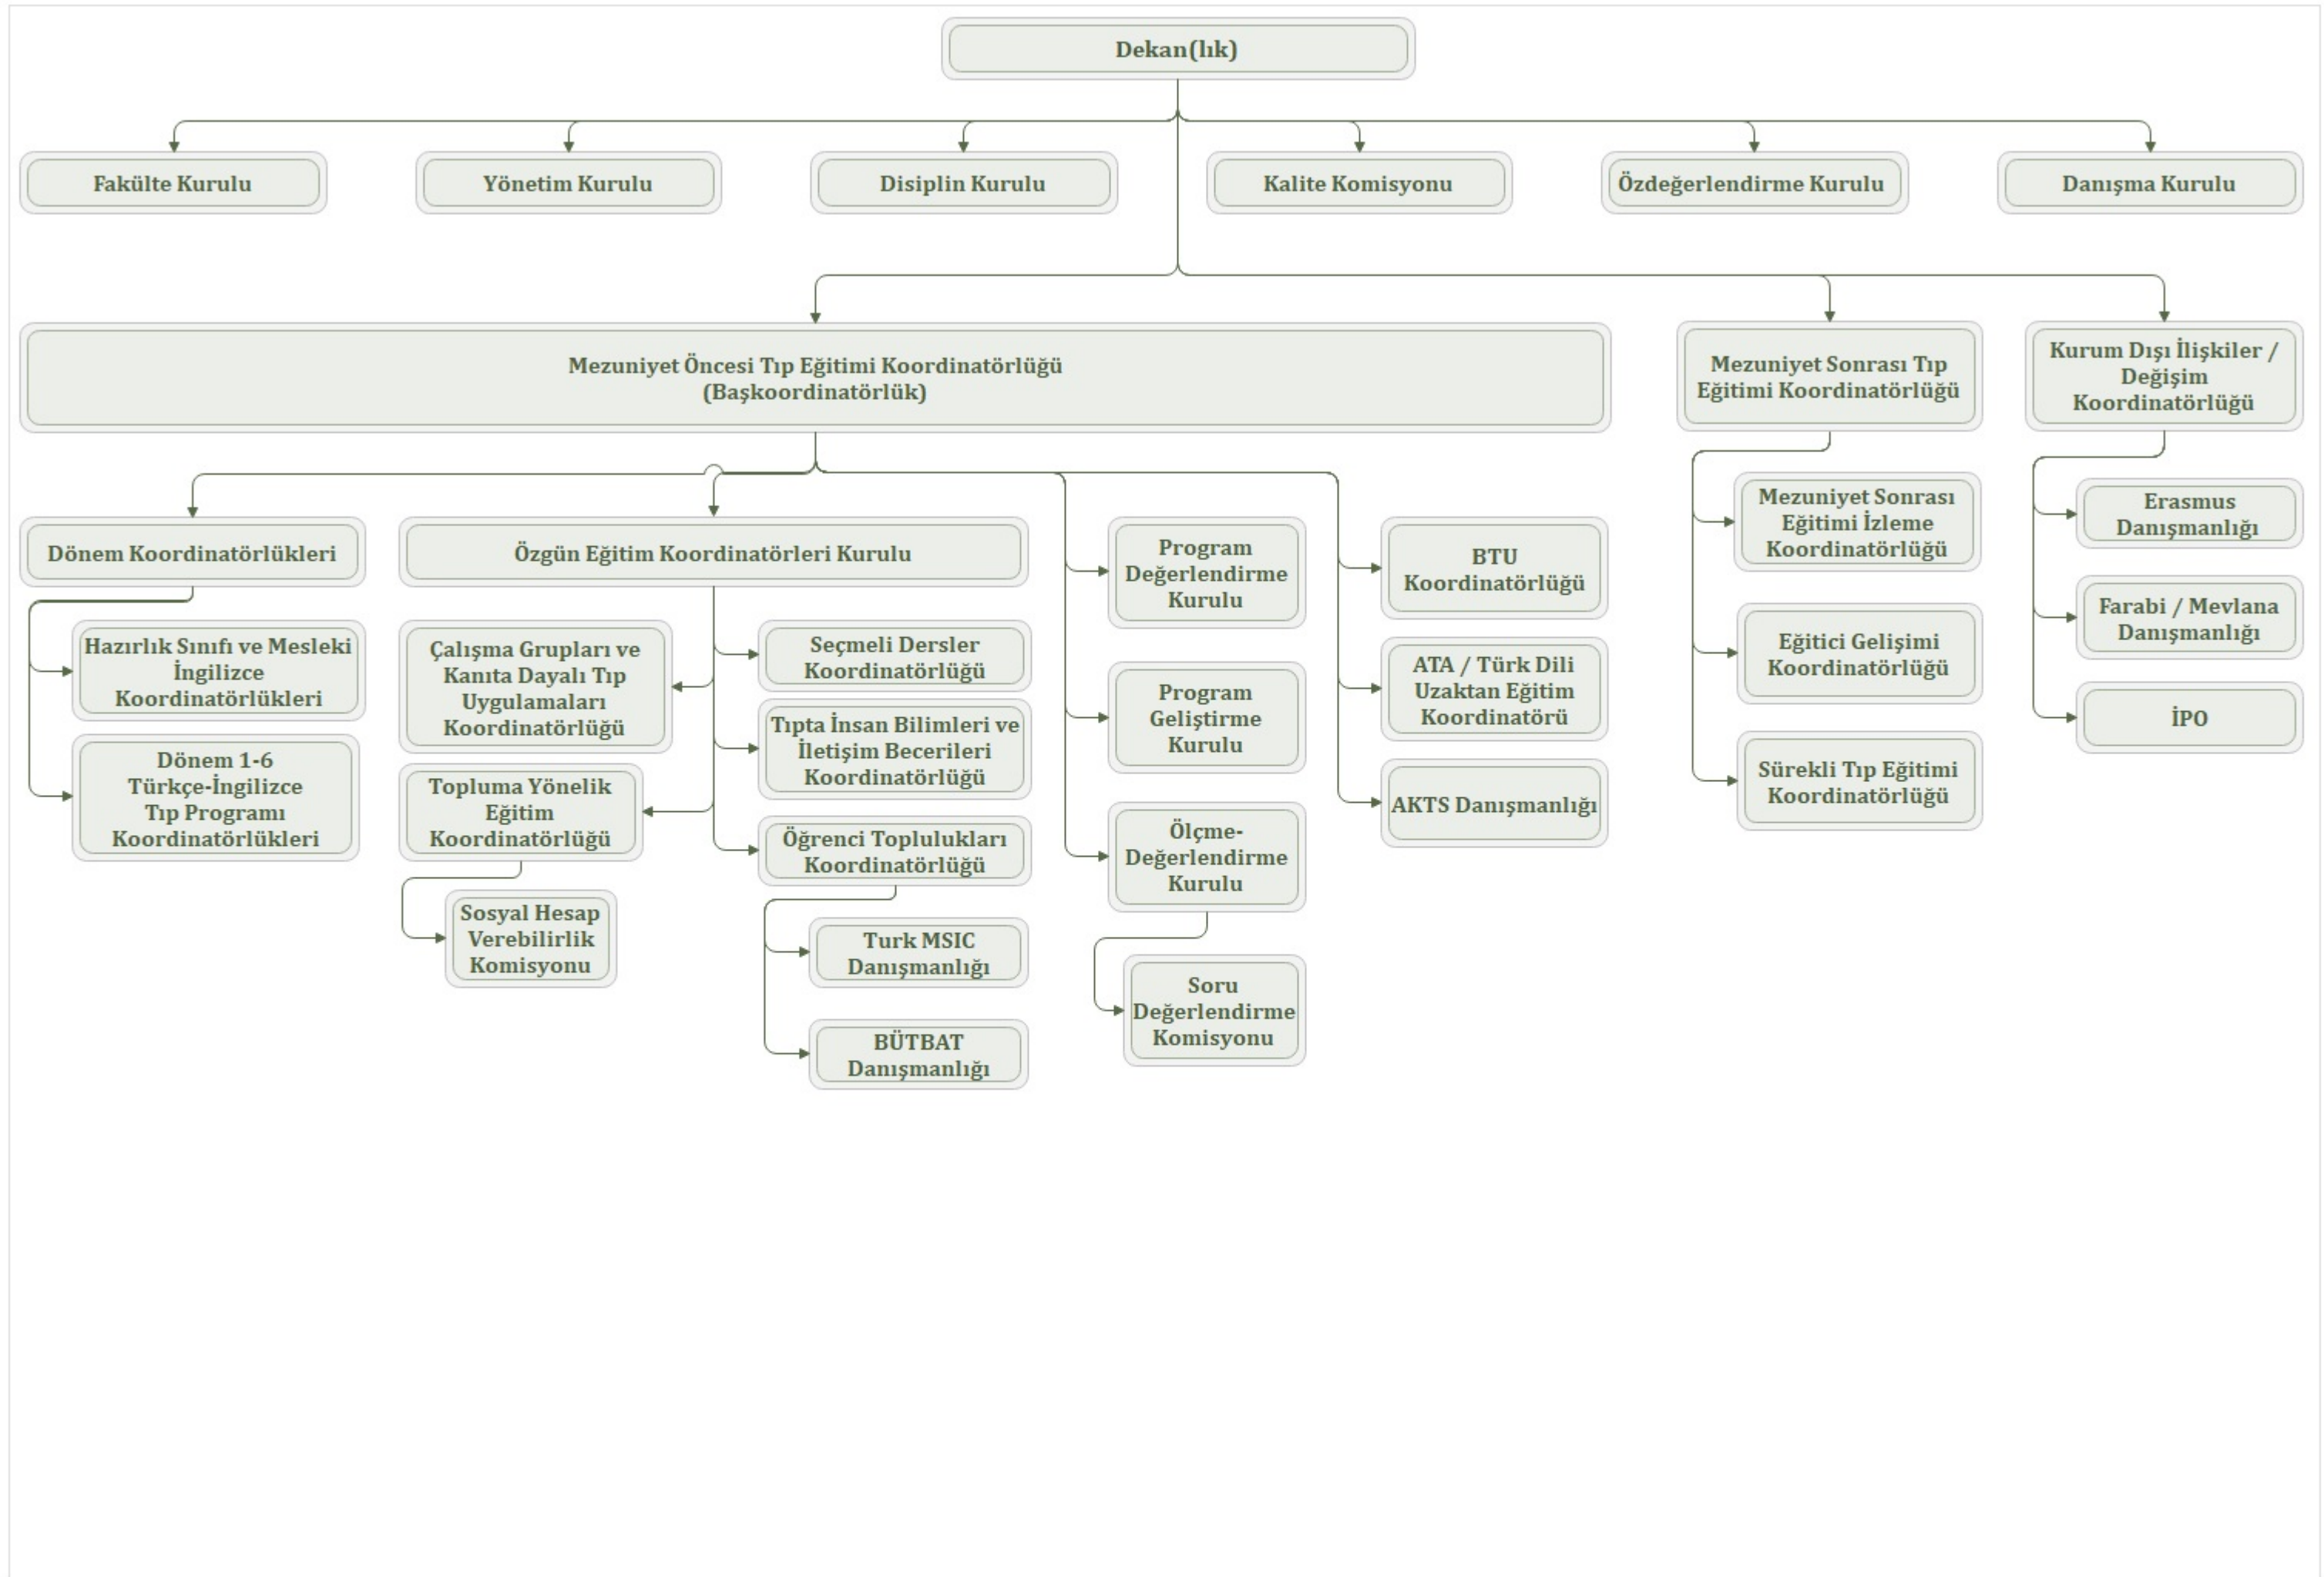 Dekan(lık)
Fakülte Kurulu
Yönetim Kurulu
Disiplin Kurulu
Kalite Komisyonu
Özdeğerlendirme Kurulu
Danışma Kurulu
Mezuniyet Öncesi Tıp Eğitimi Koordinatörlüğü
(Başkoordinatörlük)
Mezuniyet Sonrası Tıp
Eğitimi Koordinatörlüğü
Kurum Dışı İlişkiler /
Değişim
Koordinatörlüğü
Dönem Koordinatörlükleri
Hazırlık Sınıfı ve Mesleki
İngilizce
Koordinatörlükleri
Dönem 1-6
Türkçe-İngilizce
Tıp Programı
Koordinatörlükleri
Özgün Eğitim Koordinatörleri Kurulu
Çalışma Grupları ve
Kanıta Dayalı Tıp
Uygulamaları
Koordinatörlüğü
Topluma Yönelik
Eğitim
Koordinatörlüğü
Sosyal Hesap
Verebilirlik
Komisyonu
Seçmeli Dersler
Koordinatörlüğü
Tıpta İnsan Bilimleri ve
İletişim Becerileri
Koordinatörlüğü
Öğrenci Toplulukları
Koordinatörlüğü
Turk MSIC
Danışmanlığı
BÜTBAT
Danışmanlığı
Program
Değerlendirme
Kurulu
Program
Geliştirme
Kurulu
Ölçme-
Değerlendirme
Kurulu
Soru
Değerlendirme
Komisyonu
BTU
Koordinatörlüğü
ATA / Türk Dili
Uzaktan Eğitim
Koordinatörü
AKTS Danışmanlığı
Mezuniyet Sonrası
Eğitimi İzleme
Koordinatörlüğü
Eğitici Gelişimi
Koordinatörlüğü
Sürekli Tıp Eğitimi
Koordinatörlüğü
Erasmus
Danışmanlığı
Farabi / Mevlana
Danışmanlığı
İPO